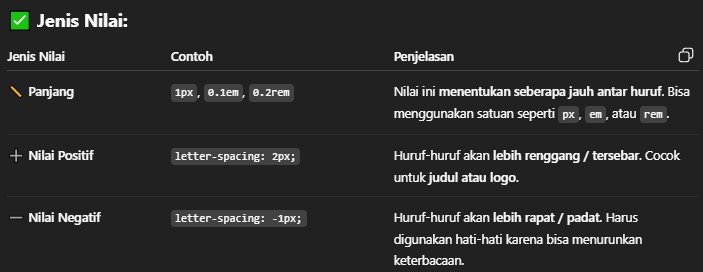 ✅ Jenis Nilai:
Jenis Nilai Contoh Penjelasan
📏 Panjang 1px, 0.1em, 0.2rem Nilai ini menentukan seberapa jauh antar huruf. Bisa
menggunakan satuan seperti px, em, atau rem.
➕ Nilai Positif letter-spacing: 2px; Huruf-huruf akan lebih renggang / tersebar. Cocok
untuk judul atau logo.
➖ Nilai Negatif letter-spacing: -1px; Huruf-huruf akan lebih rapat / padat. Harus
digunakan hati-hati karena bisa menurunkan
keterbacaan.